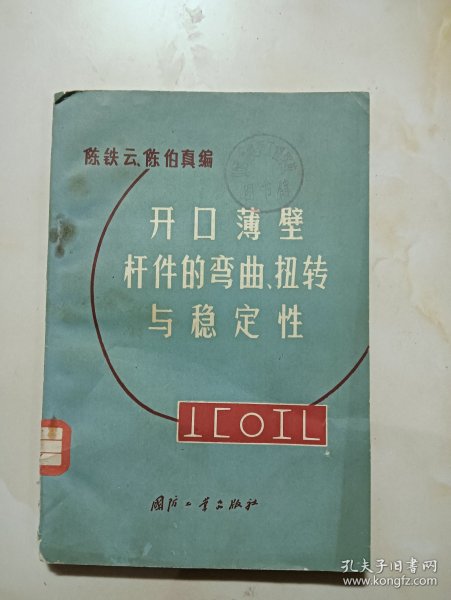 陈铁云、陈伯真编
开口薄壁
杆件的弯曲、扭转
与稳定性
国防工业出版社
孔夫子旧书网
www.kongfz.com